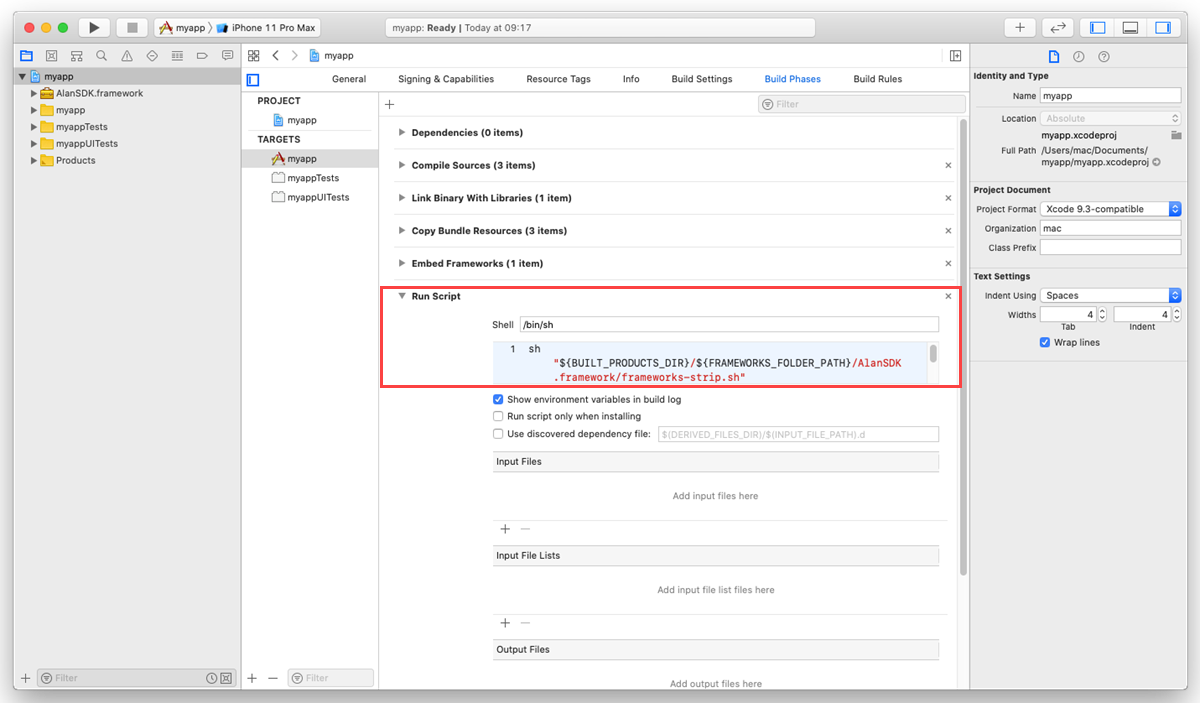 myapp 〉 iPhone 11 Pro Max
myapp: Ready | Today at 09:17
myapp
myapp
AlanSDK.framework
myapp
myappTests
myappUITests
Products
Filter
General Signing & Capabilities Resource Tags Info Build Settings Build Phases Build Rules
PROJECT
myapp
TARGETS
myapp
myappTests
myappUITests
Filter
Filter
Dependencies (0 items)
Compile Sources (3 items)
Link Binary With Libraries (1 item)
Copy Bundle Resources (3 items)
Embed Frameworks (1 item)
Run Script
Shell /bin/sh
1 sh
"${BUILT_PRODUCTS_DIR}/${FRAMEWORKS_FOLDER_PATH}/AlanSDK
.framework/frameworks-strip.sh"
Show environment variables in build log
Run script only when installing
Use discovered dependency file: $(DERIVED_FILES_DIR)/$(INPUT_FILE_PATH).d
Input Files
Add input files here
Input File Lists
Add input file list files here
Output Files
Add output files here
Identity and Type
Name myapp
Location Absolute
myapp.xcodeproj
Full Path /Users/mac/Documents/
myapp/myapp.xcodeproj
Project Document
Project Format Xcode 9.3-compatible
Organization mac
Class Prefix
Text Settings
Indent Using Spaces
Widths 4 4
Tab Indent
Wrap lines